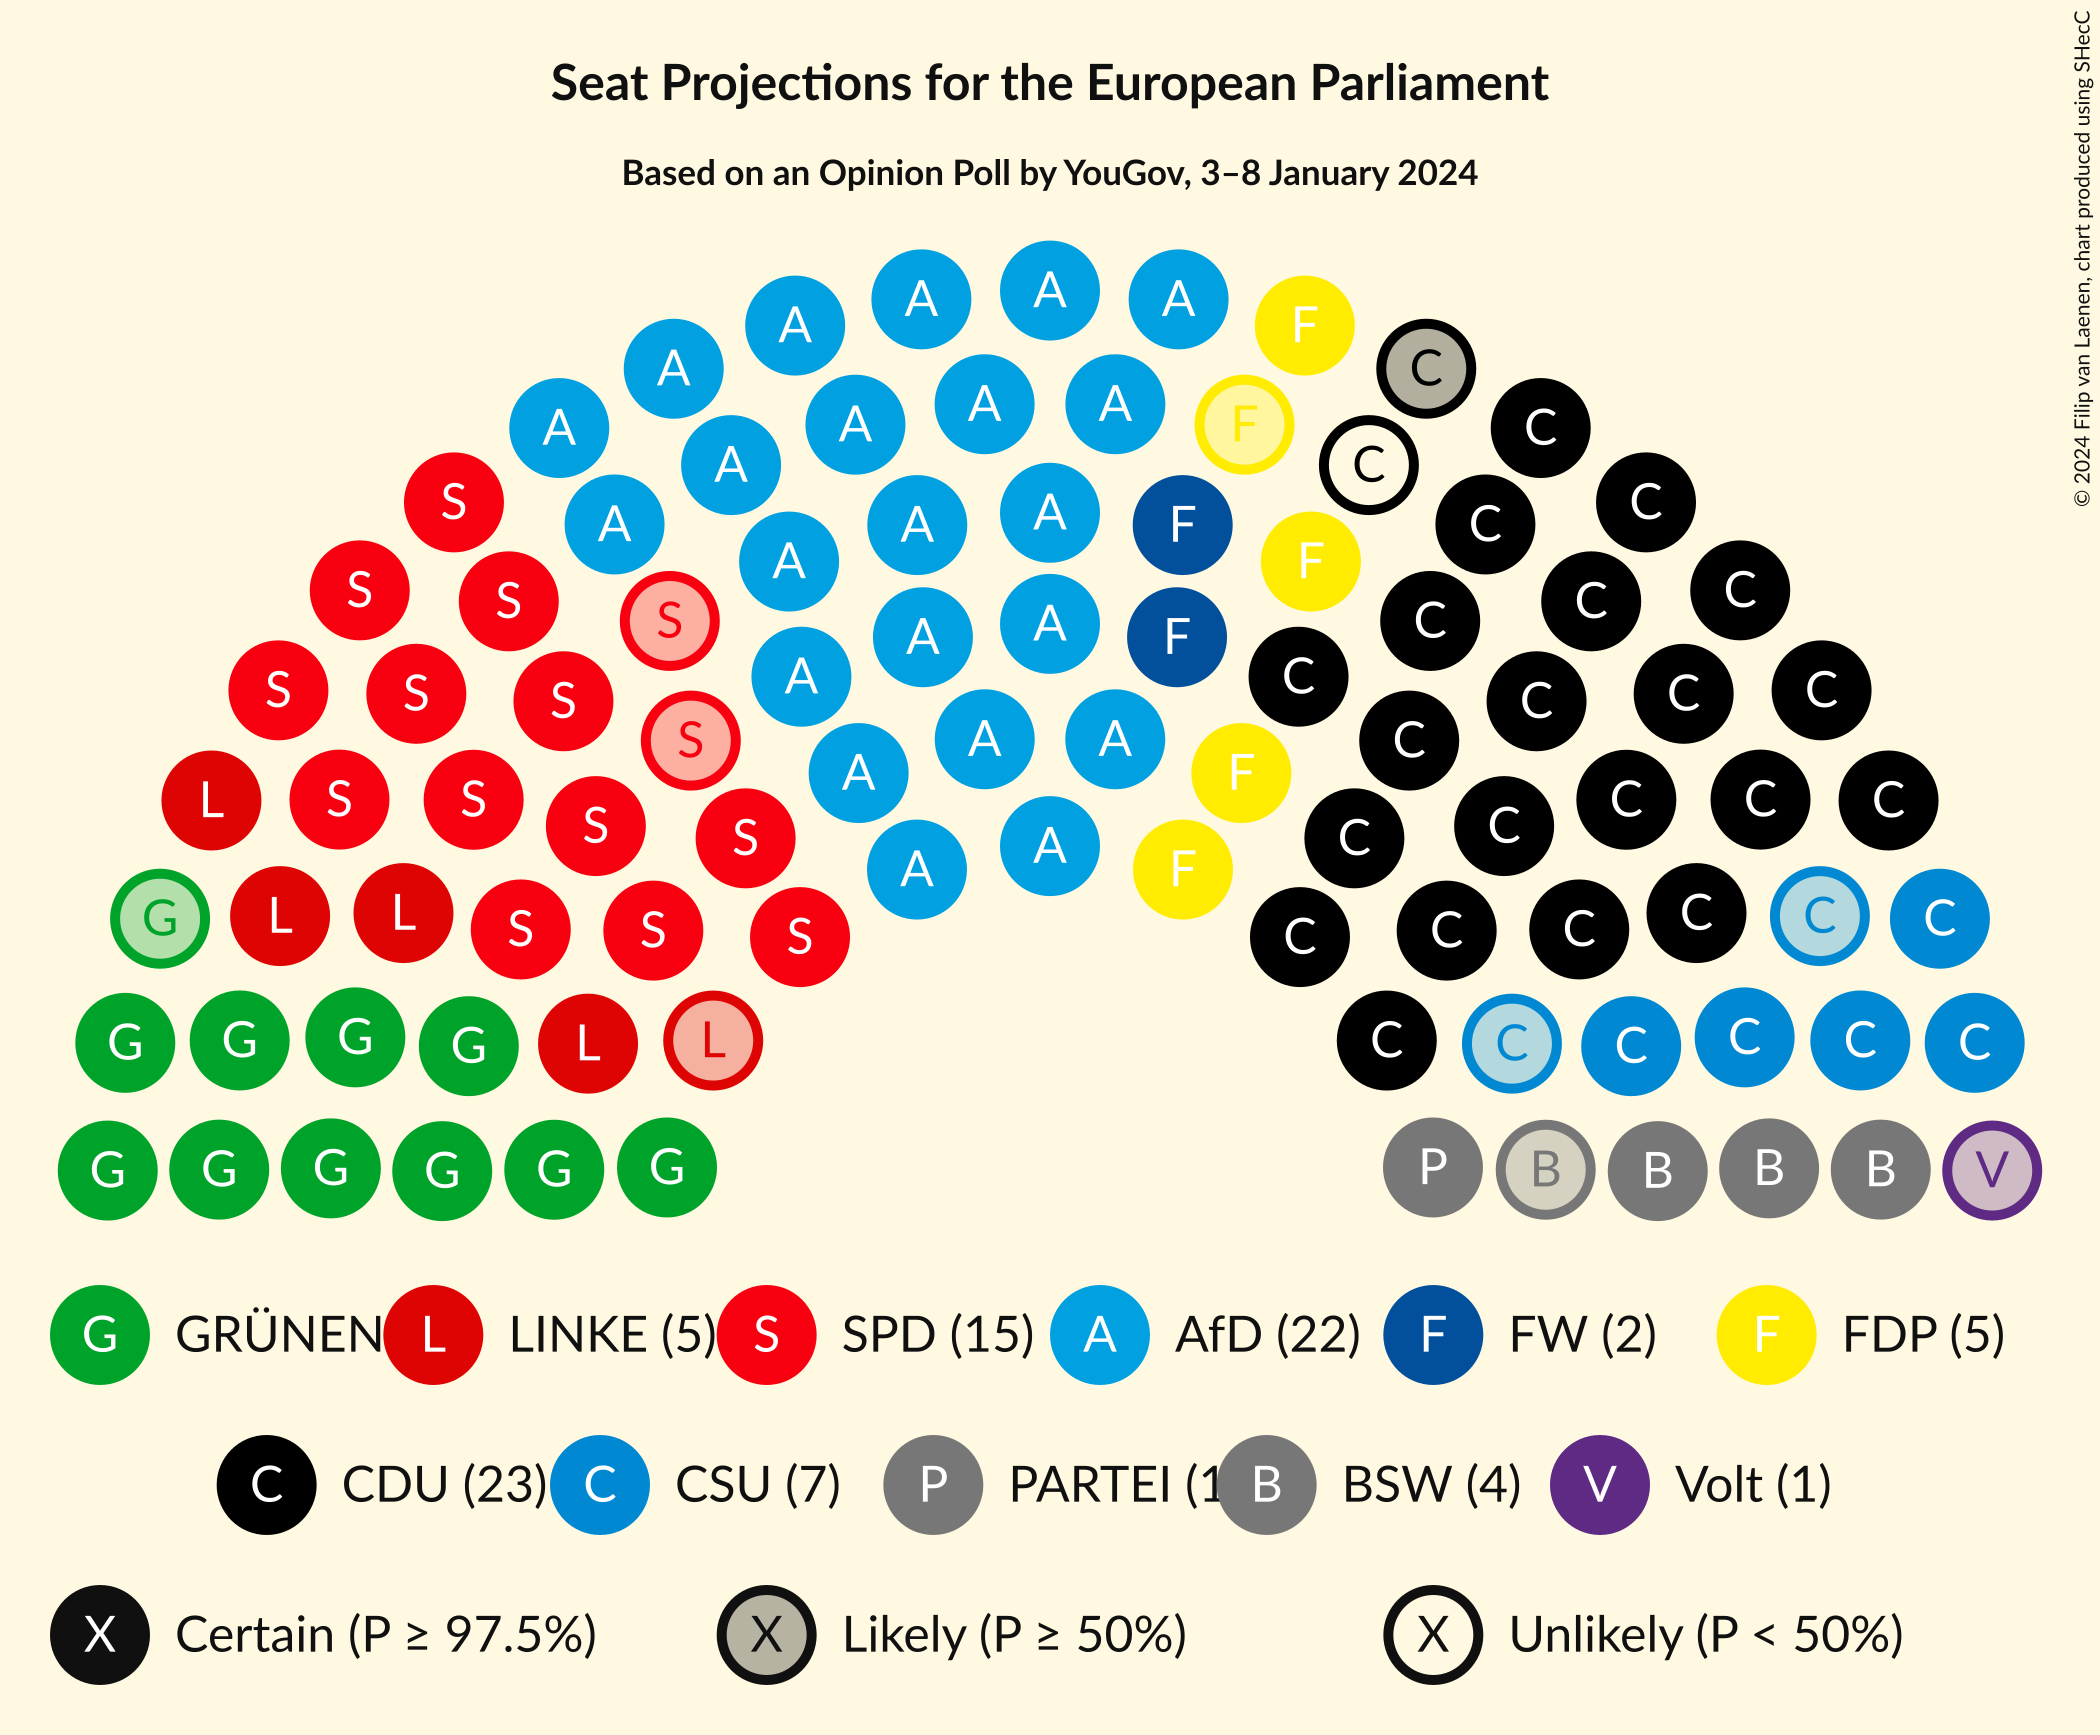 Seat Projections for the European Parliament
Based on an Opinion Poll by YouGov, 3–8 January 2024
© 2024 Filip van Laenen, chart produced using SHecC
A A A A A
A F C
A A A A F C C
A S A A A F C C C
S S A S A A A F F C C C C
S S S S A A A A F C C C C C
L S S S S A A A F C C C C C
G L L S S S C C C C C C
G G G G L L C C C C C C
G G G G G G P B B B B V
G GRÜNEN L LINKE (5) S SPD (15) A AfD (22) F FW (2) F FDP (5)
C CDU (23) C CSU (7) P PARTEI (1 B BSW (4) V Volt (1)
X Certain (P ≥ 97.5%) X Likely (P ≥ 50%) X Unlikely (P < 50%)